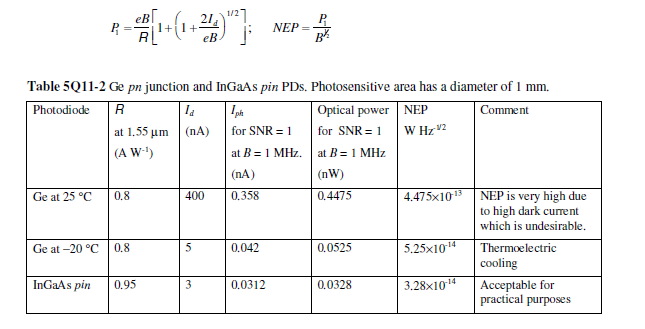 P₁ = eB/R [1 + (1 + 2I_d/eB)^1/2]; NEP = P₁/B^½
Table 5Q11-2 Ge pn junction and InGaAs pin PDs. Photosensitive area has a diameter of 1 mm.
Photodiode R I_d I_ph Optical power NEP Comment
at 1.55 μm (nA) for SNR = 1 for SNR = 1 W Hz^-1/2
(A W⁻¹) at B = 1 MHz. at B = 1 MHz
(nA) (nW)
Ge at 25 °C 0.8 400 0.358 0.4475 4.475×10⁻¹³ NEP is very high due
to high dark current
which is undesirable.
Ge at –20 °C 0.8 5 0.042 0.0525 5.25×10⁻¹⁴ Thermoelectric
cooling
InGaAs pin 0.95 3 0.0312 0.0328 3.28×10⁻¹⁴ Acceptable for
practical purposes